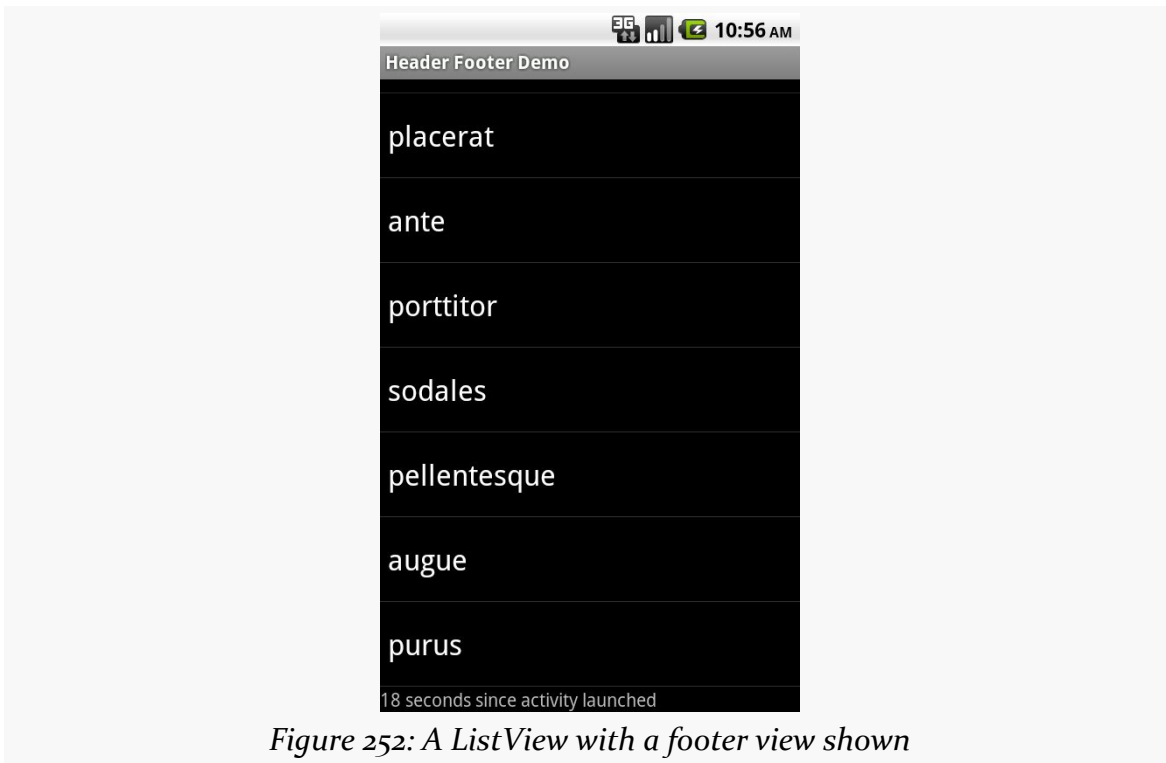 3G 10:56 AM
Header Footer Demo
placerat
ante
porttitor
sodales
pellentesque
augue
purus
18 seconds since activity launched
Figure 252: A ListView with a footer view shown